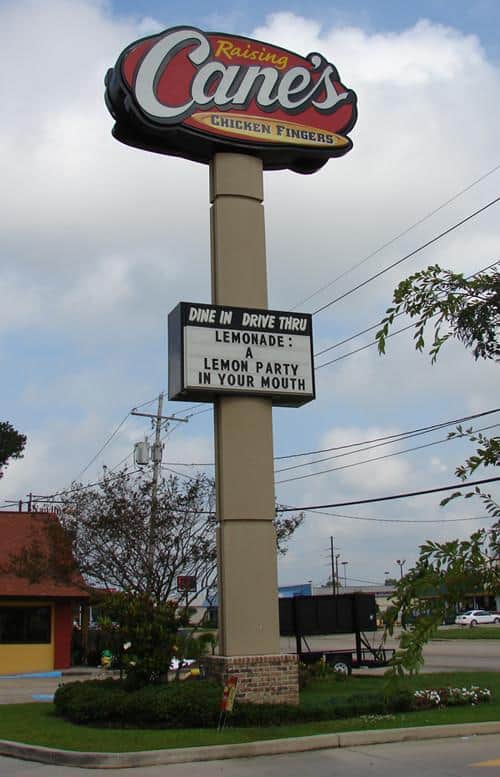 Raising
Cane's
CHICKEN FINGERS
DINE IN DRIVE THRU
LEMONADE:
A
LEMON PARTY
IN YOUR MOUTH